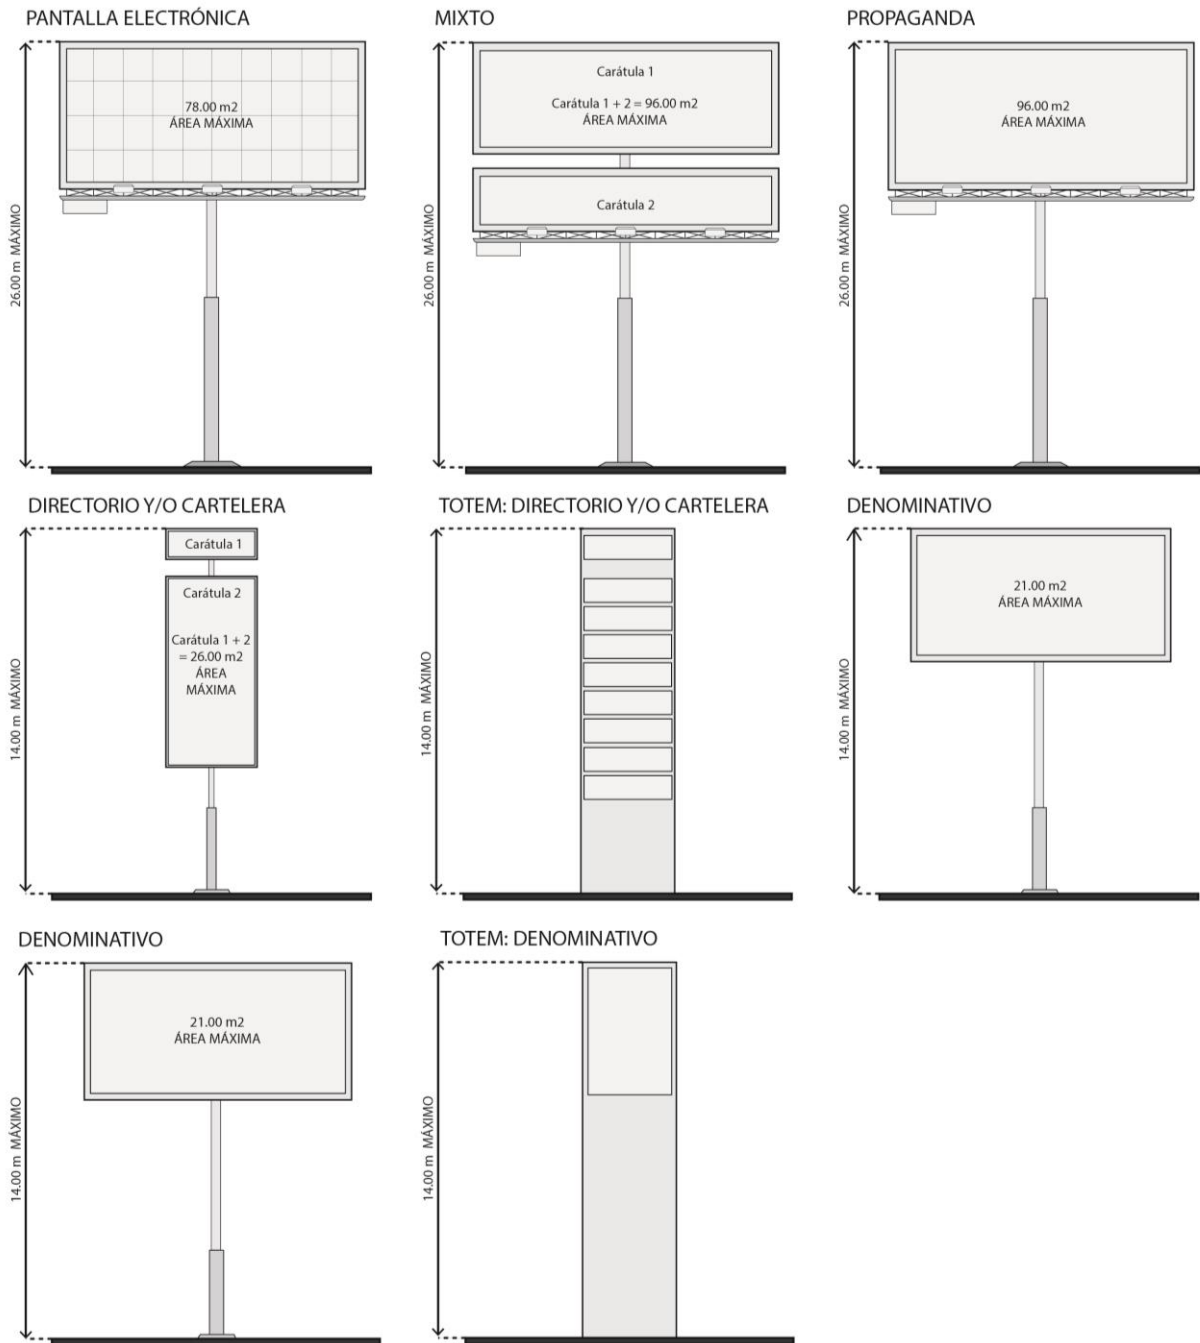 PANTALLA ELECTRÓNICA
26.00 m MÁXIMO
78.00 m2
ÁREA MÁXIMA
MIXTO
26.00 m MÁXIMO
Carátula 1
Carátula 1 + 2 = 96.00 m2
ÁREA MÁXIMA
Carátula 2
PROPAGANDA
26.00 m MÁXIMO
96.00 m2
ÁREA MÁXIMA
DIRECTORIO Y/O CARTELERA
14.00 m MÁXIMO
Carátula 1
Carátula 2
Carátula 1 + 2
= 26.00 m2
ÁREA
MÁXIMA
TOTEM: DIRECTORIO Y/O CARTELERA
14.00 m MÁXIMO
DENOMINATIVO
14.00 m MÁXIMO
21.00 m2
ÁREA MÁXIMA
DENOMINATIVO
14.00 m MÁXIMO
21.00 m2
ÁREA MÁXIMA
TOTEM: DENOMINATIVO
14.00 m MÁXIMO